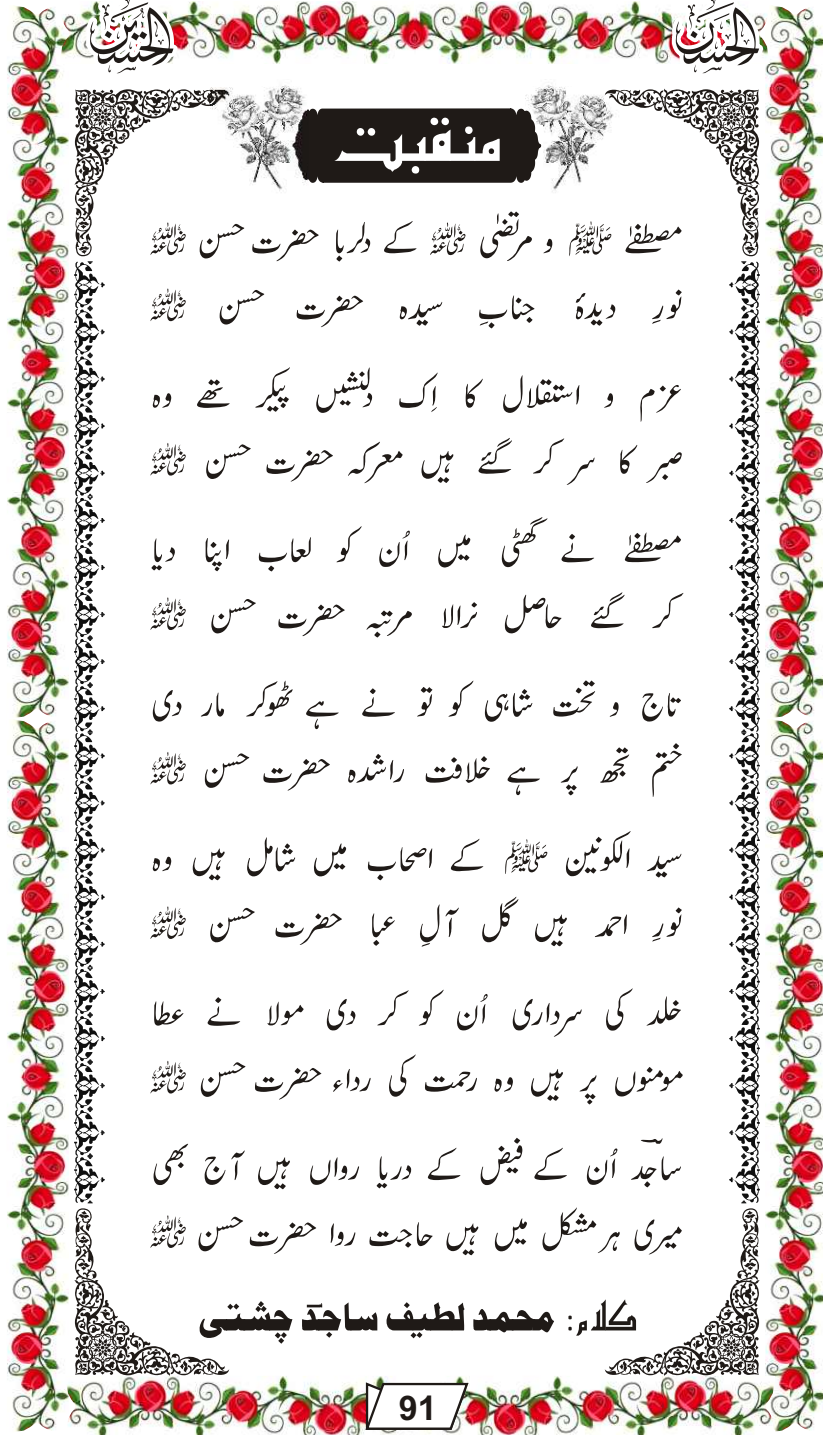 الحسنؓ الحسنؓ
منقبت
مصطفےٰ ﷺ و مرتضٰی رضی اللہ عنہ کے دلربا حضرت حسن رضی اللہ عنہ
نورِ دیدۂ جنابِ سیدہ حضرت حسن رضی اللہ عنہ
عزم و استقلال کا اِک دلنشیں پیکر تھے وہ
صبر کا سر کر گئے ہیں معرکہ حضرت حسن رضی اللہ عنہ
مصطفےٰ نے گھٹی میں اُن کو لعاب اپنا دیا
کر گئے حاصل نرالا مرتبہ حضرت حسن رضی اللہ عنہ
تاج و تخت شاہی کو تو نے ہے ٹھوکر مار دی
ختم تجھ پر ہے خلافت راشدہ حضرت حسن رضی اللہ عنہ
سید الکونین ﷺ کے اصحاب میں شامل ہیں وہ
نورِ احمد ہیں گل آلِ عبا حضرت حسن رضی اللہ عنہ
خلد کی سرداری اُن کو کر دی مولا نے عطا
مومنوں پر ہیں وہ رحمت کی رداء حضرت حسن رضی اللہ عنہ
ساجدؔ اُن کے فیض کے دریا رواں ہیں آج بھی
میری ہر مشکل میں ہیں حاجت روا حضرت حسن رضی اللہ عنہ
کلام: محمد لطیف ساجدؔ چشتی
91